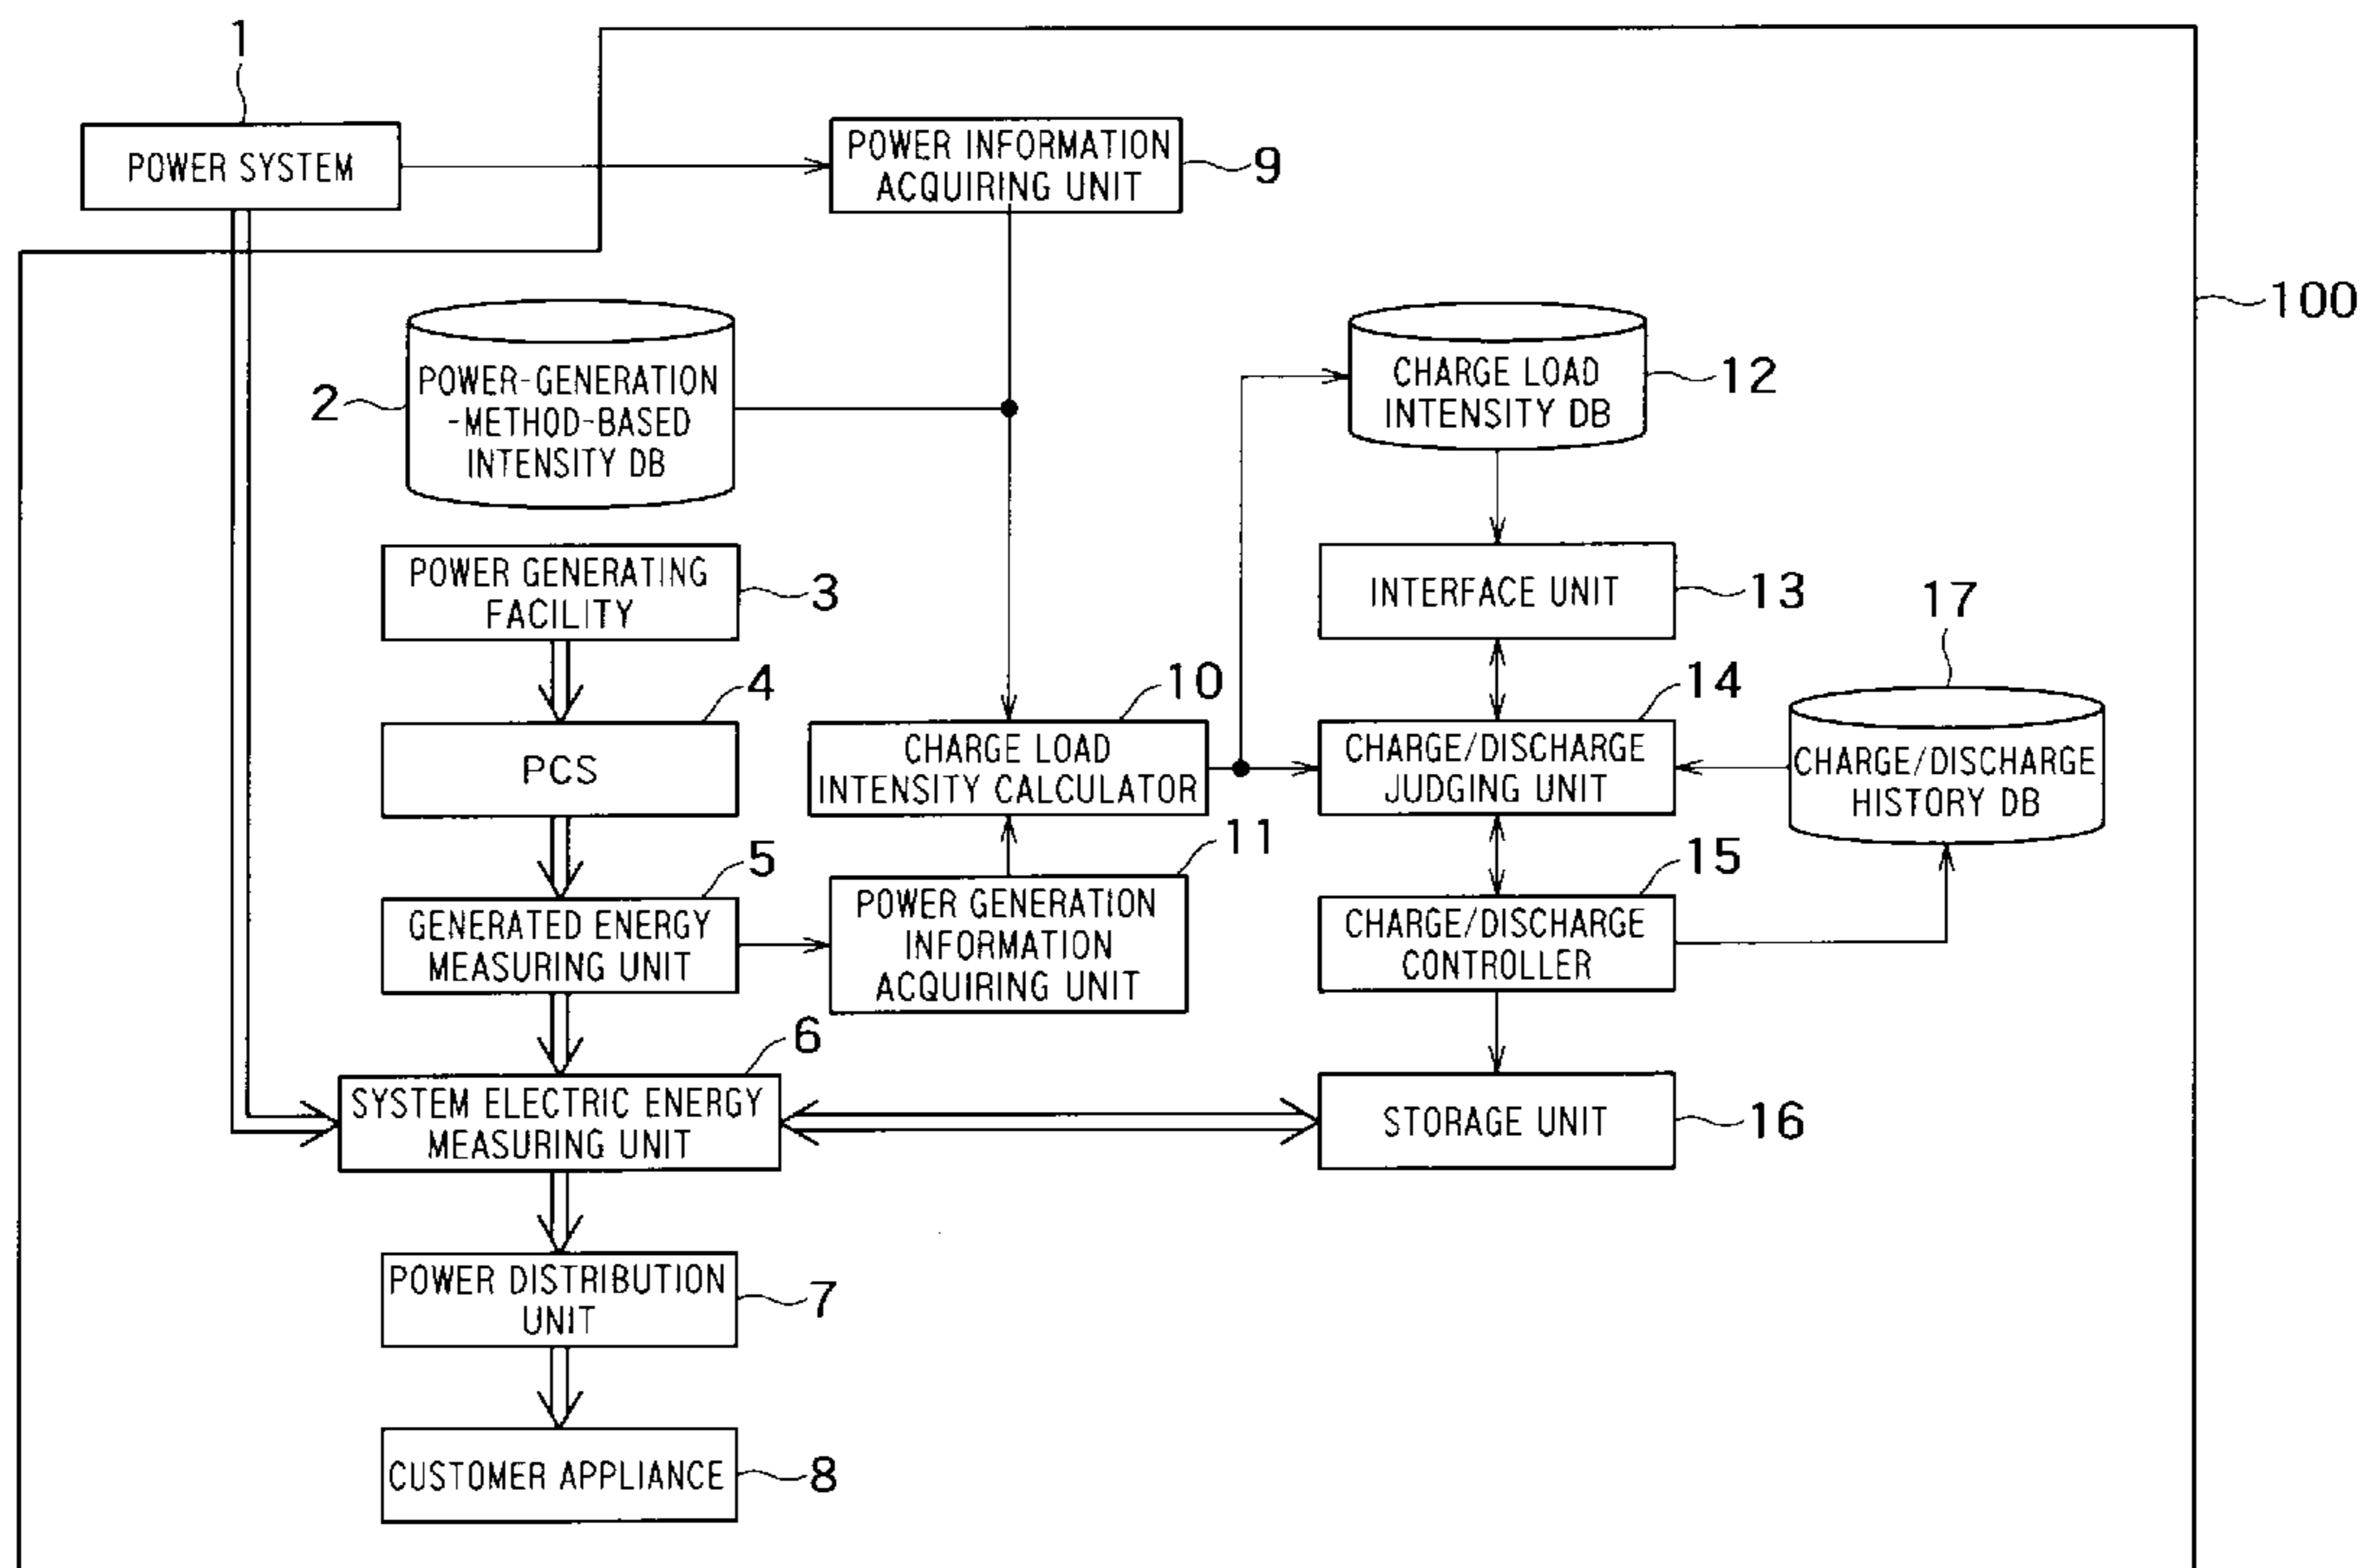 1
POWER SYSTEM
POWER INFORMATION
ACQUIRING UNIT
9
100
2
POWER-GENERATION
-METHOD-BASED
INTENSITY DB
CHARGE LOAD
INTENSITY DB
12
POWER GENERATING
FACILITY
3
INTERFACE UNIT
13
17
4
PCS
10
CHARGE LOAD
INTENSITY CALCULATOR
14
CHARGE/DISCHARGE
JUDGING UNIT
CHARGE/DISCHARGE
HISTORY DB
5
GENERATED ENERGY
MEASURING UNIT
11
POWER GENERATION
INFORMATION
ACQUIRING UNIT
15
CHARGE/DISCHARGE
CONTROLLER
6
SYSTEM ELECTRIC ENERGY
MEASURING UNIT
STORAGE UNIT
16
POWER DISTRIBUTION
UNIT
7
CUSTOMER APPLIANCE
8